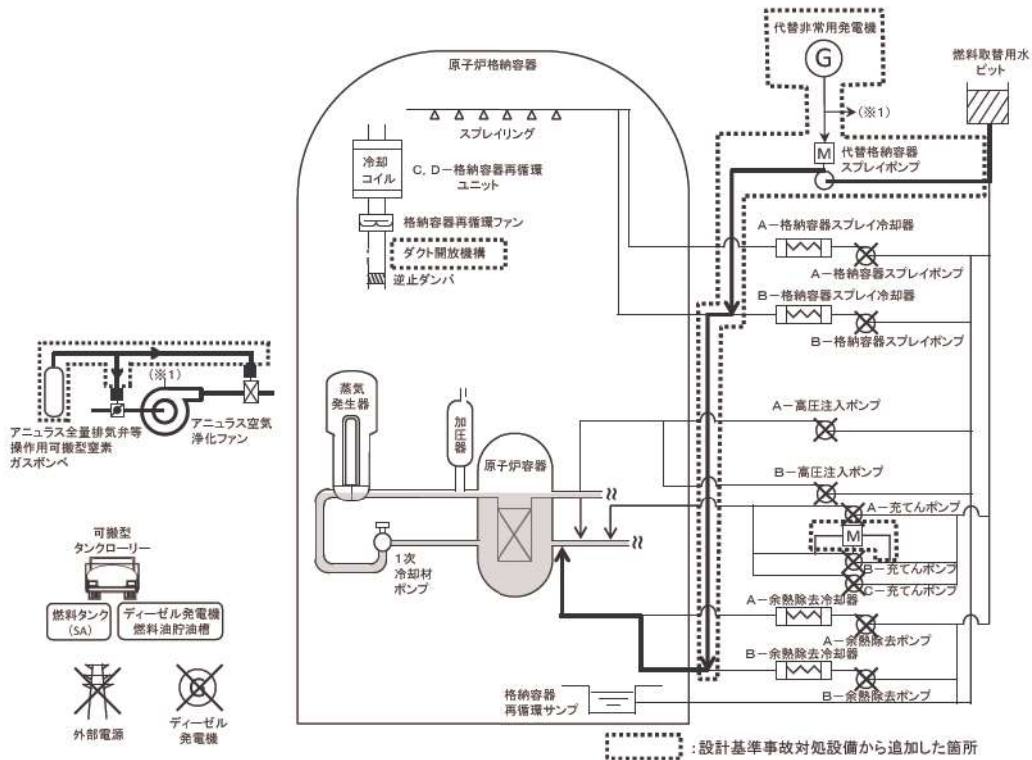 代替非常用発電機
G
(※1)
燃料取替用水
ピット
M
代替格納容器
スプレイポンプ
原子炉格納容器
スプレイリング
冷却
コイル
C,D-格納容器再循環
ユニット
格納容器再循環ファン
ダクト開放機構
逆止ダンパ
A-格納容器スプレイ冷却器
A-格納容器スプレイポンプ
B-格納容器スプレイ冷却器
B-格納容器スプレイポンプ
(※1)
アニュラス全量排気弁等
操作用可搬型窒素
ガスボンベ
アニュラス空気
浄化ファン
蒸気
発生器
加圧器
原子炉容器
1次
冷却材
ポンプ
A-高圧注入ポンプ
B-高圧注入ポンプ
A-充てんポンプ
M
B-充てんポンプ
C-充てんポンプ
A-余熱除去冷却器
A-余熱除去ポンプ
B-余熱除去冷却器
B-余熱除去ポンプ
可搬型
タンクローリー
燃料タンク
(SA)
ディーゼル発電機
燃料油貯油槽
外部電源
ディーゼル
発電機
格納容器
再循環サンプ
:設計基準事故対処設備から追加した箇所